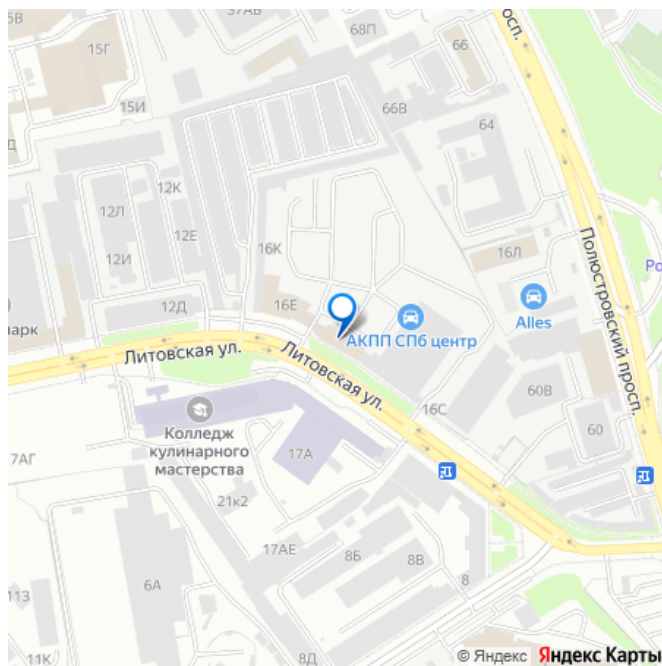 5В
37АВ
68П
осп.
15Г
66
15И
66В
Д
64
12К
12Л
12Е
16К
12И
16Л
Полюстровский просп.
Ро
16Е
12Д
АКПП СПб центр
Alles
парк
Литовская ул.
Литовская ул.
60В
16С
60
Колледж
кулинарного
мастерства
17А
7АГ
21к2
17АЕ
8Б
8В
6А
8
113
11К
8Д
© Яндекс Яндекс Карты